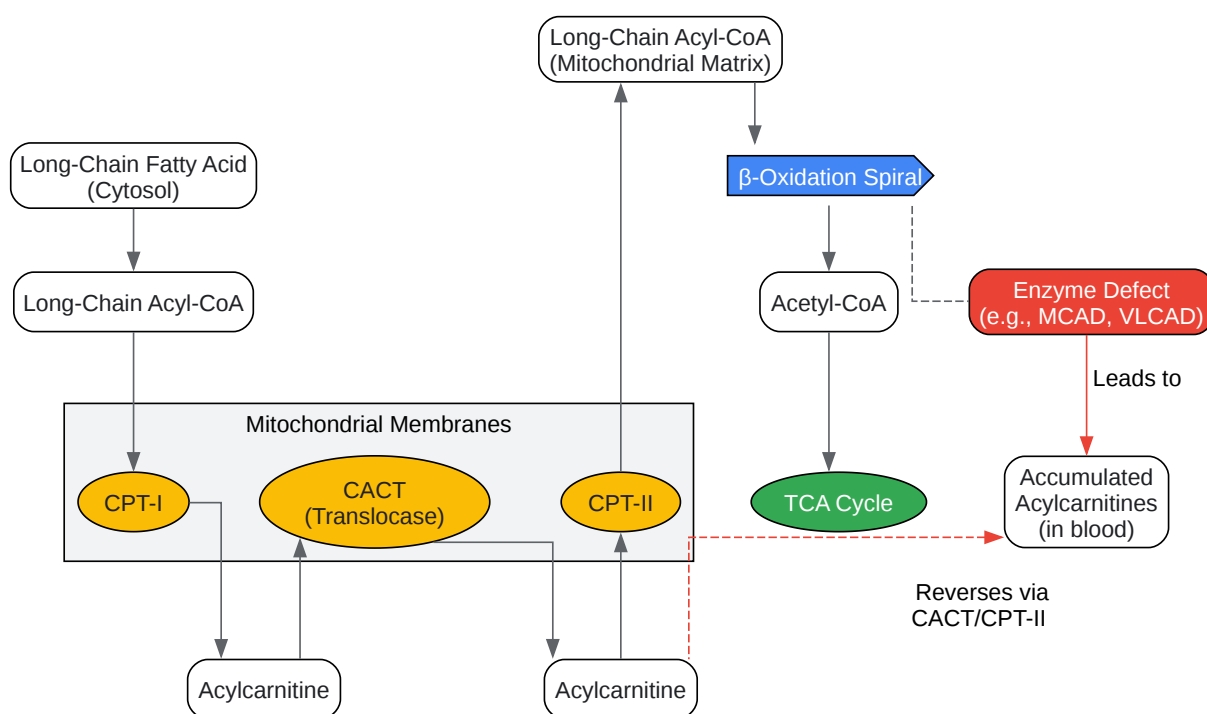 Long-Chain Acyl-CoA
(Mitochondrial Matrix)
Long-Chain Fatty Acid
(Cytosol)
β-Oxidation Spiral
Long-Chain Acyl-CoA
Acetyl-CoA
Enzyme Defect
(e.g., MCAD, VLCAD)
Leads to
Mitochondrial Membranes
CPT-I
CACT
(Translocase)
CPT-II
TCA Cycle
Accumulated
Acylcarnitines
(in blood)
Reverses via
CACT/CPT-II
Acylcarnitine
Acylcarnitine